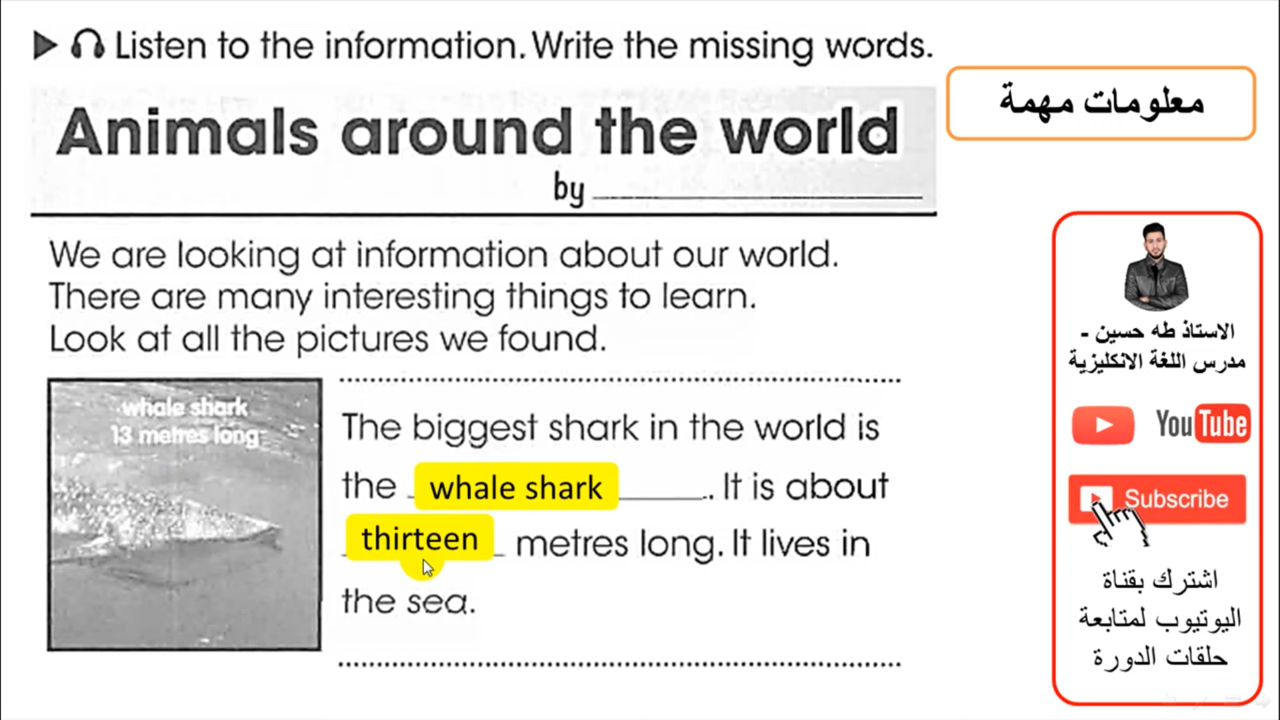 Listen to the information. Write the missing words.
معلومات مهمة
Animals around the world
by
We are looking at information about our world.
There are many interesting things to learn.
Look at all the pictures we found.
whale shark
13 metres long
The biggest shark in the world is
the whale shark. It is about
thirteen metres long. It lives in
the sea.
الاستاذ طه حسين -
مدرس اللغة الانكليزية
YouTube
Subscribe
اشترك بقناة
اليوتيوب لمتابعة
حلقات الدورة